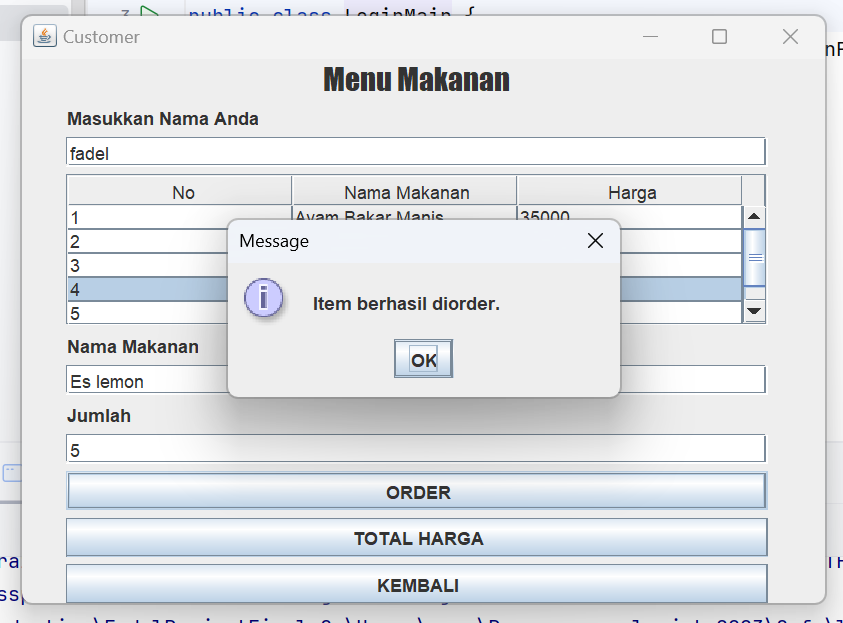 public class LoginMain {
Customer
Menu Makanan
Masukkan Nama Anda
fadel
No Nama Makanan Harga
1 Ayam Bakar Manis 35000
2
3
4
5
Message
Item berhasil diorder.
OK
Nama Makanan
Es lemon
Jumlah
5
ORDER
TOTAL HARGA
KEMBALI